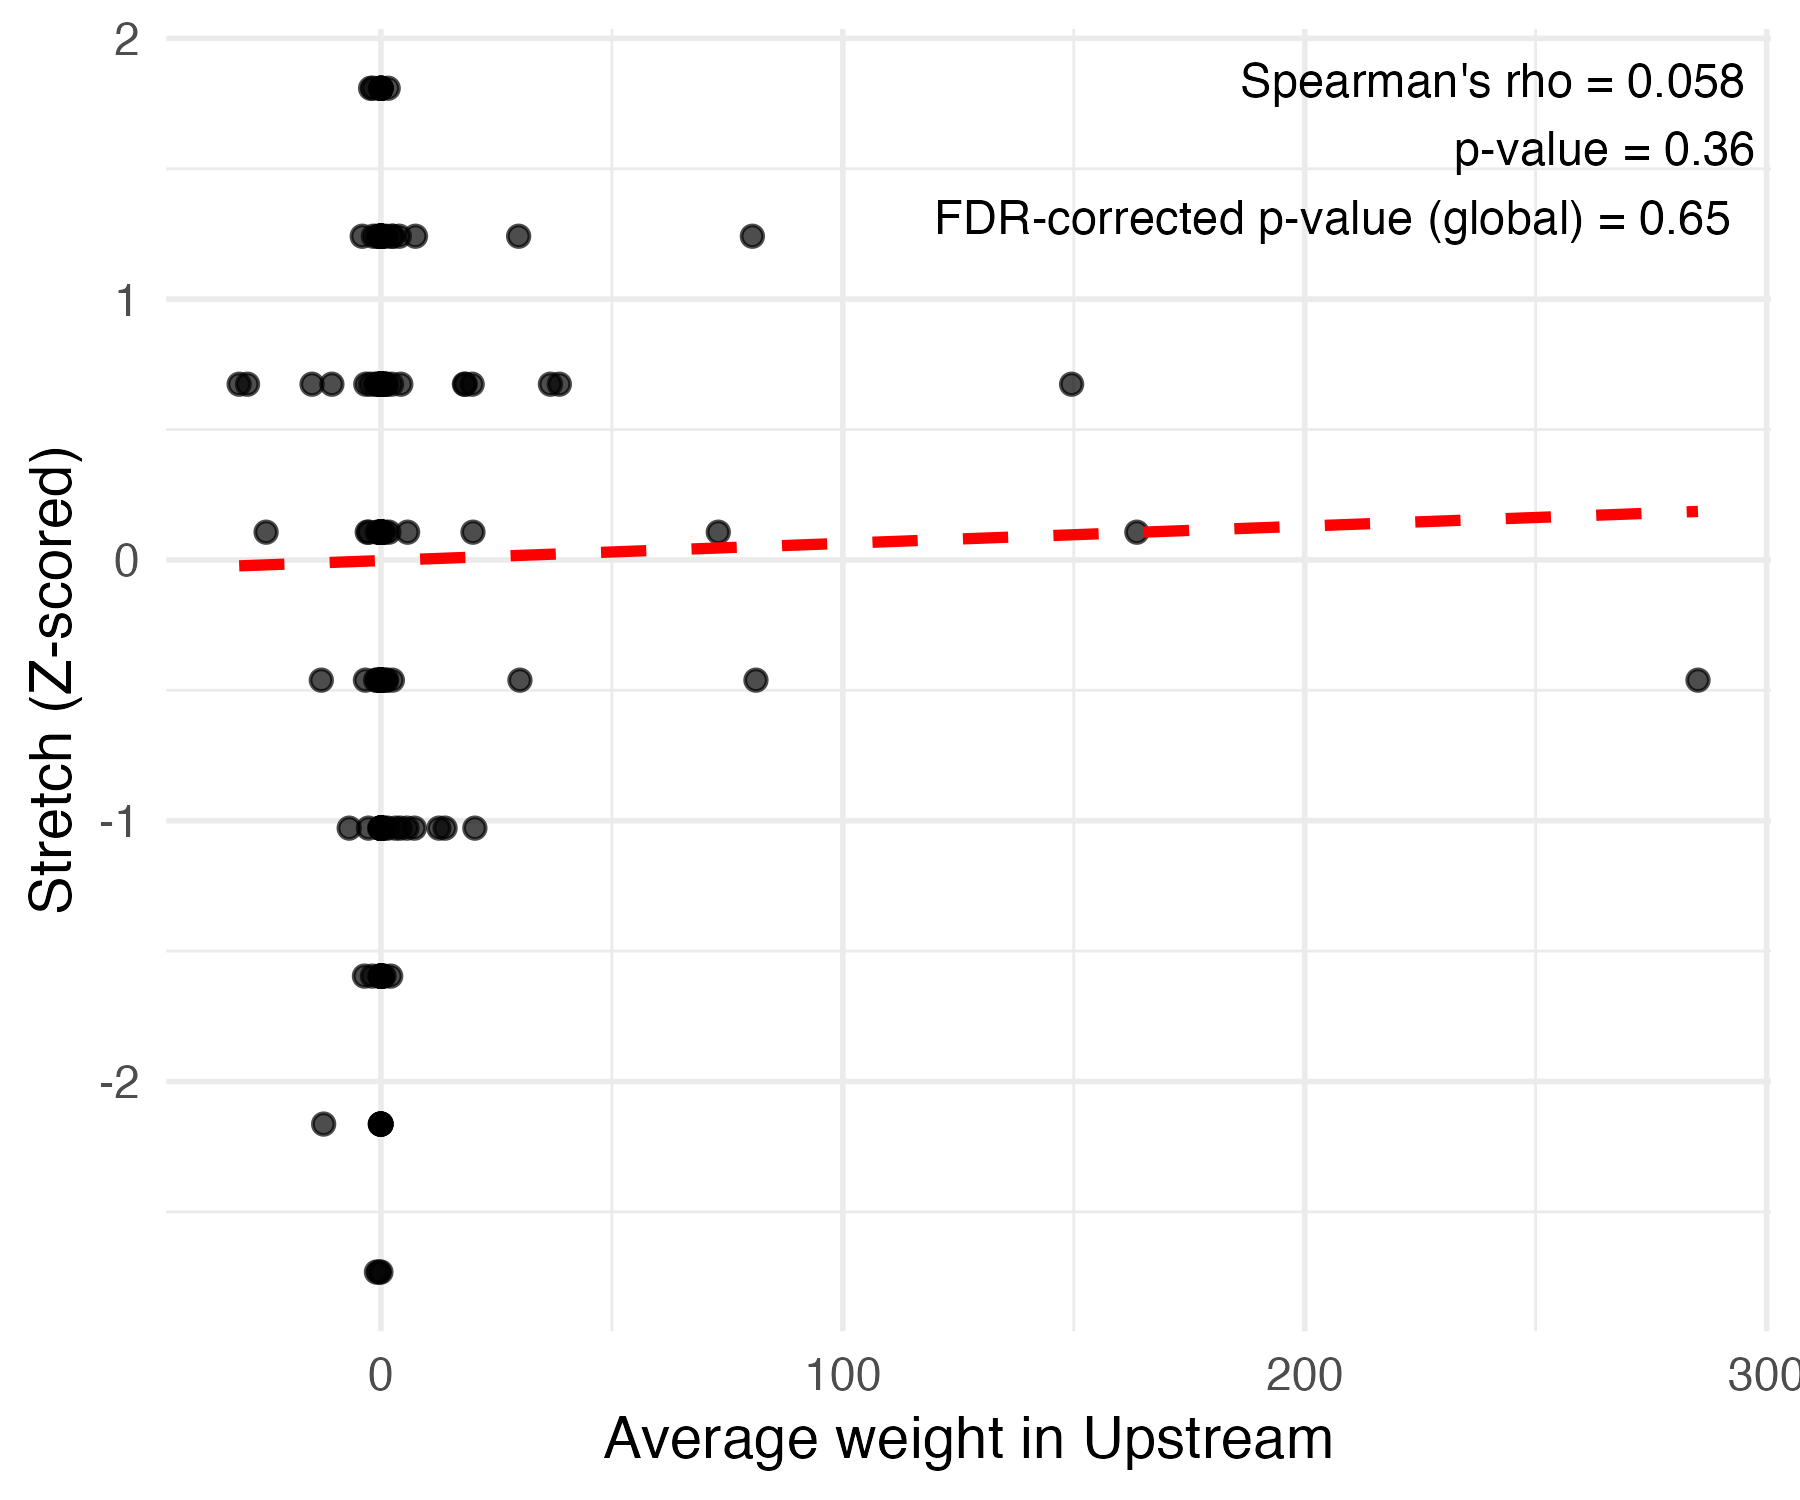 2
Spearman's rho = 0.058
p-value = 0.36
FDR-corrected p-value (global) = 0.65
1
0
-1
-2
Stretch (Z-scored)
0 100 200 300
Average weight in Upstream